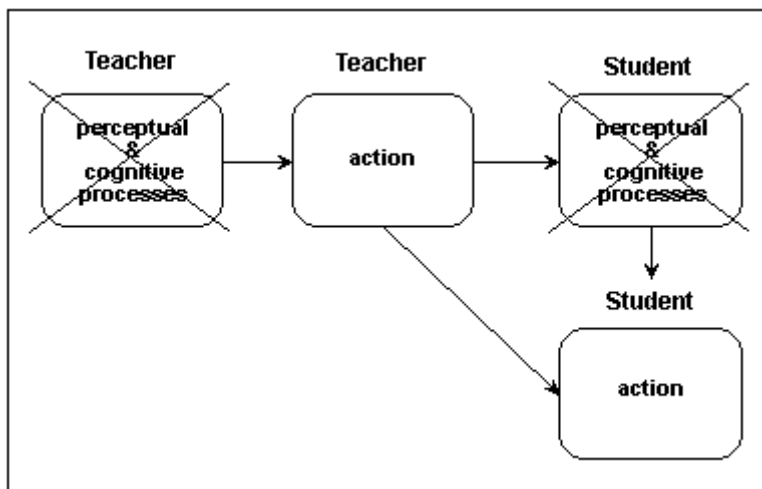 Teacher
Teacher
Student
perceptual
&
cognitive
processes
action
perceptual
&
cognitive
processes
Student
action